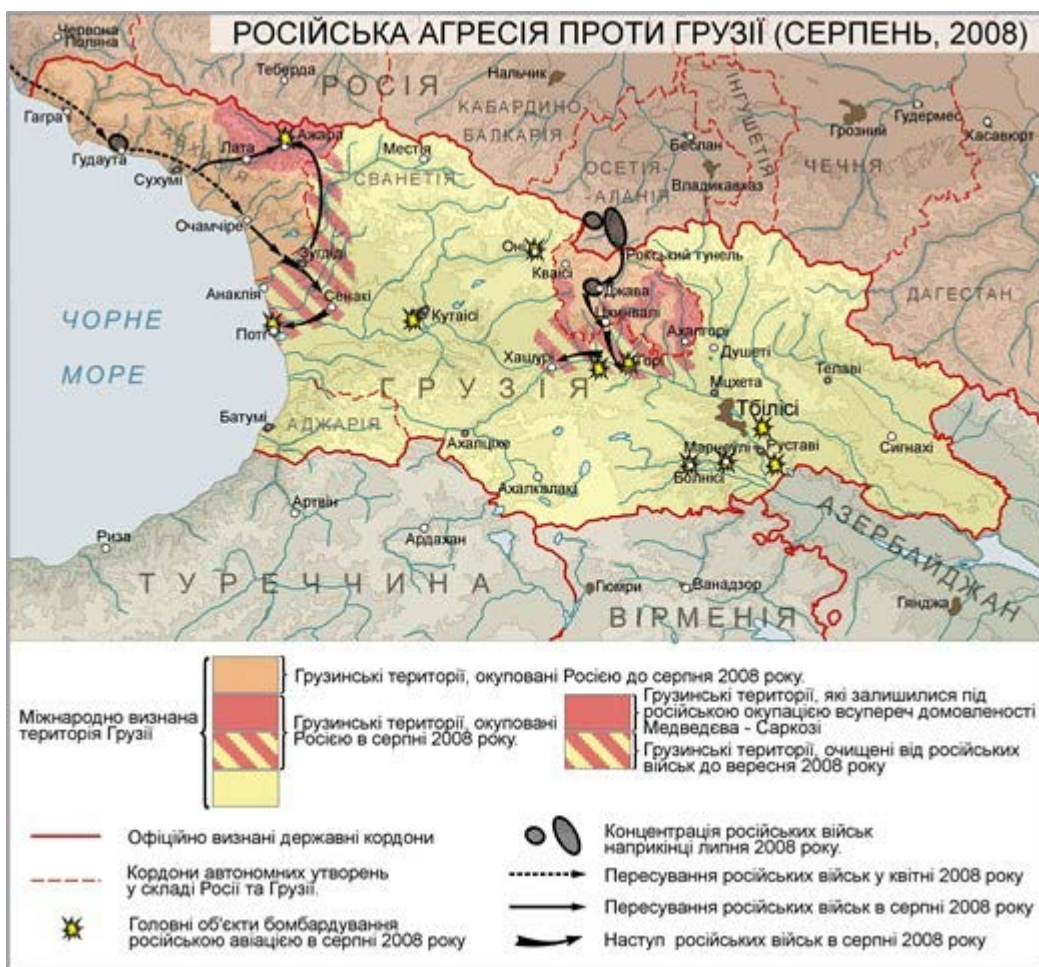 РОСІЙСЬКА АГРЕСІЯ ПРОТИ ГРУЗІЇ (СЕРПЕНЬ, 2008)
Червона
Поляна
Теберда
РОСІЯ
Нальчик
КАБАРДИНО-
БАЛКАРІЯ
ІНГУШЕТІЯ
Грозний
Гудермес
Хасавюрт
Гагра
Гудаута
АБХАЗІЯ
Лата
Ажара
Местія
СВАНЕТІЯ
Беслан
ОСЕТІЯ-
-АЛАНІЯ
Владикавхаз
ЧЕЧНЯ
Сухумі
Очамчіре
Зугдіді
Оні
Рокський тунель
Кваісі
Джава
ДАГЕСТАН
Анаклія
Сенакі
Цхинвалі
ЧОРНЕ
МОРЕ
Поті
Кутаісі
Ахалгорі
Душеті
Хашурі
Горі
ГРУЗІЯ
Мцхета
Телаві
Тбілісі
Батумі
АДЖАРІЯ
Ахалціхе
Марнеулі
Руставі
Сигнахі
Болнісі
Ахалкалакі
Артвін
Риза
Ардахан
АЗЕРБАЙДЖАН
ТУРЕЧЧИНА
Гюмри
Ванадзор
ВІРМЕНІЯ
Гянджа
Міжнародно визнана
територія Грузії
Грузинські території, окуповані Росією до серпня 2008 року.
Грузинські території, окуповані
Росією в серпні 2008 року.
Грузинські території, які залишилися під
російською окупацією всупереч домовленості
Медведєва - Саркозі
Грузинські території, очищені від російських
військ до вересня 2008 року
Офіційно визнані державні кордони
Кордони автономних утворень
у складі Росії та Грузії.
Головні об'єкти бомбардування
російською авіацією в серпні 2008 року
Концентрація російських військ
наприкінці липня 2008 року.
Пересування російських військ у квітні 2008 року
Пересування російських військ в серпні 2008 року
Наступ російських військ в серпні 2008 року